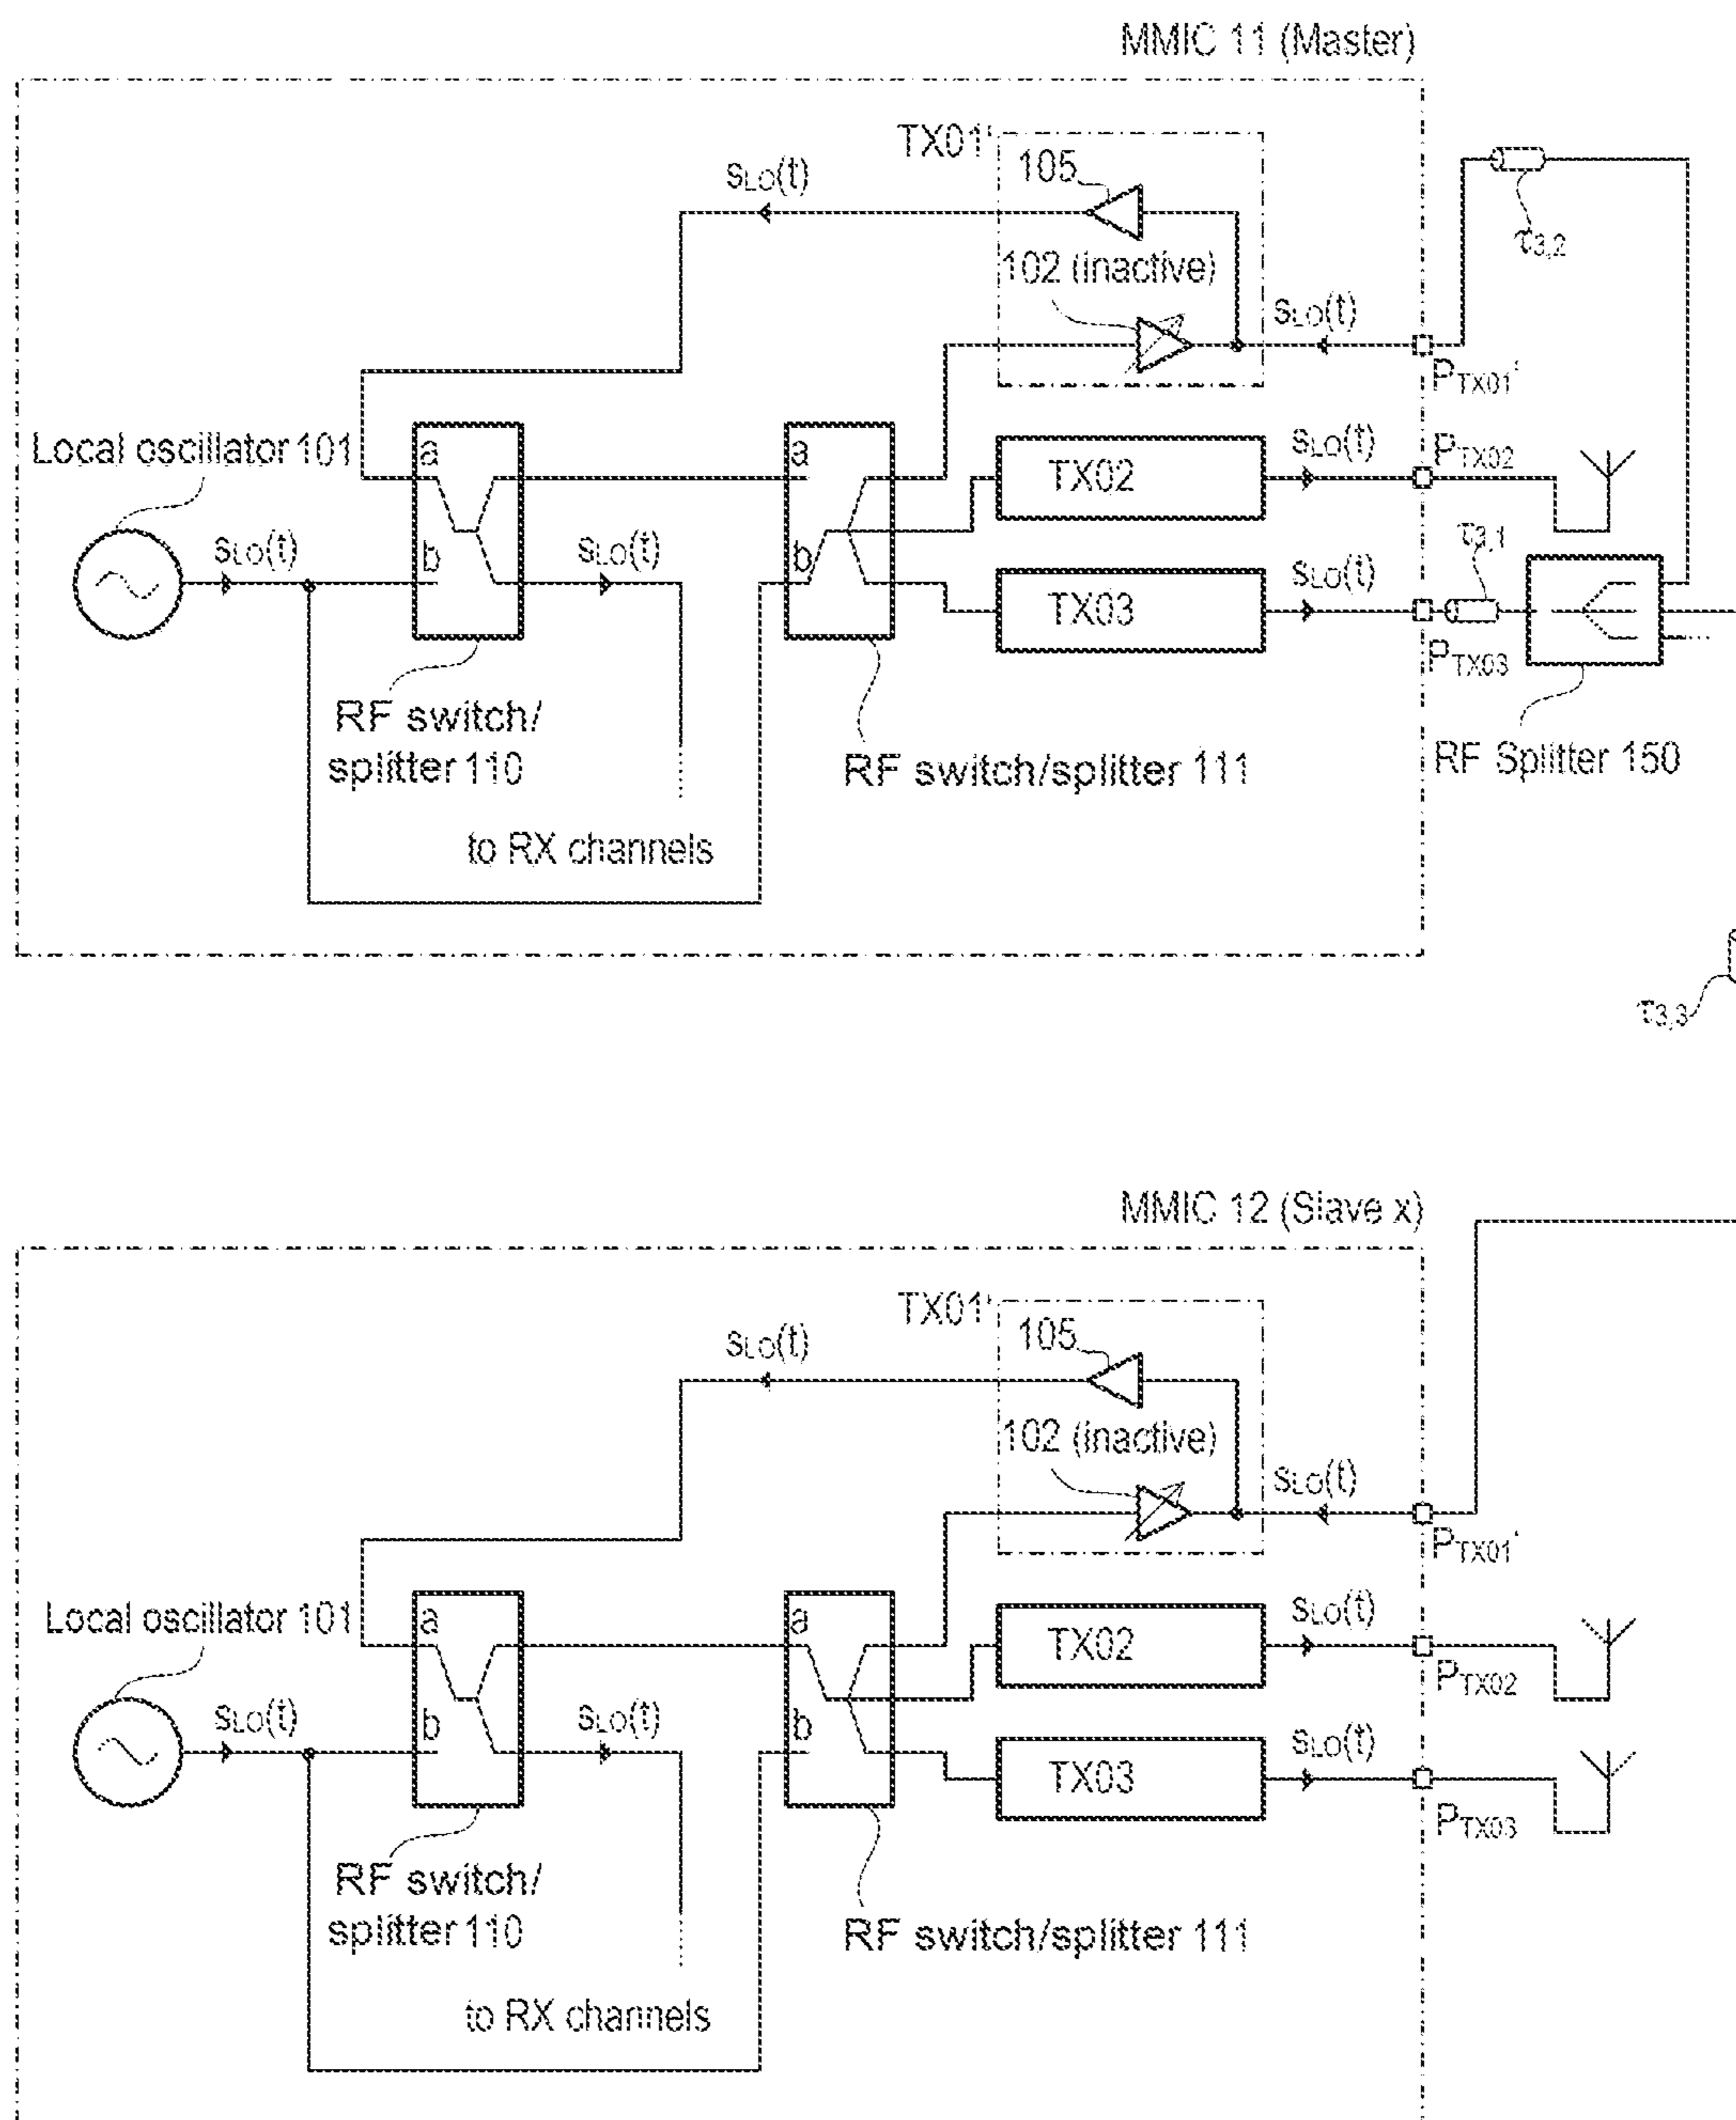 MMIC 11 (Master)
TX01'
105
sLO(t)
τ3,2
102 (inactive)
sLO(t)
PTX01'
Local oscillator 101
a
a
sLO(t)
PTX02
TX02
sLO(t)
b
sLO(t)
b
sLO(t)
τ3,1
TX03
PTX03
RF switch/
splitter 110
RF switch/splitter 111
RF Splitter 150
to RX channels
τ3,3
MMIC 12 (Slave x)
TX01'
105
sLO(t)
102 (inactive)
sLO(t)
PTX01'
Local oscillator 101
a
a
sLO(t)
TX02
PTX02
sLO(t)
b
sLO(t)
b
sLO(t)
TX03
PTX03
RF switch/
splitter 110
RF switch/splitter 111
to RX channels